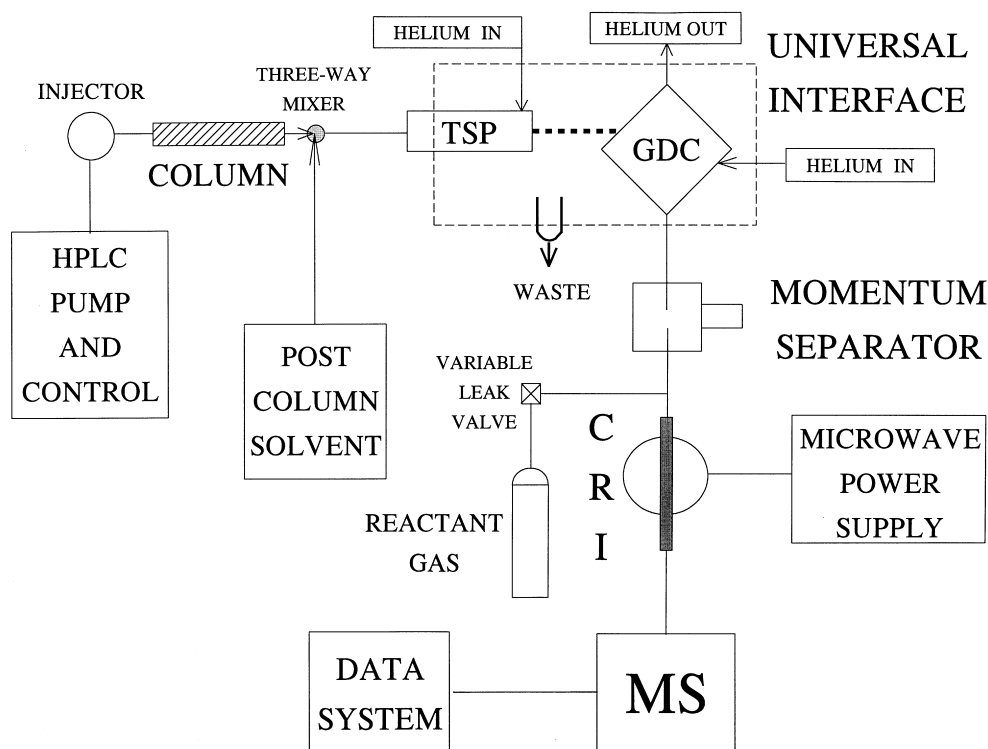 HELIUM IN
HELIUM OUT
UNIVERSAL
INTERFACE
INJECTOR
THREE-WAY
MIXER
TSP
GDC
HELIUM IN
COLUMN
HPLC
PUMP
AND
CONTROL
WASTE
MOMENTUM
SEPARATOR
POST
COLUMN
SOLVENT
VARIABLE
LEAK
VALVE
C
R
I
MICROWAVE
POWER
SUPPLY
REACTANT
GAS
DATA
SYSTEM
MS